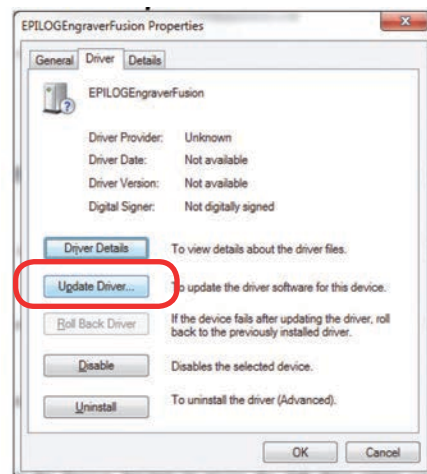 EPILOGEngraverFusion Properties
General Driver Details
EPILOGEngraverFusion
Driver Provider: Unknown
Driver Date: Not available
Driver Version: Not available
Digital Signer: Not digitally signed
Driver Details To view details about the driver files.
Update Driver... To update the driver software for this device.
Roll Back Driver If the device fails after updating the driver, roll
back to the previously installed driver.
Disable Disables the selected device.
Uninstall To uninstall the driver (Advanced).
OK Cancel